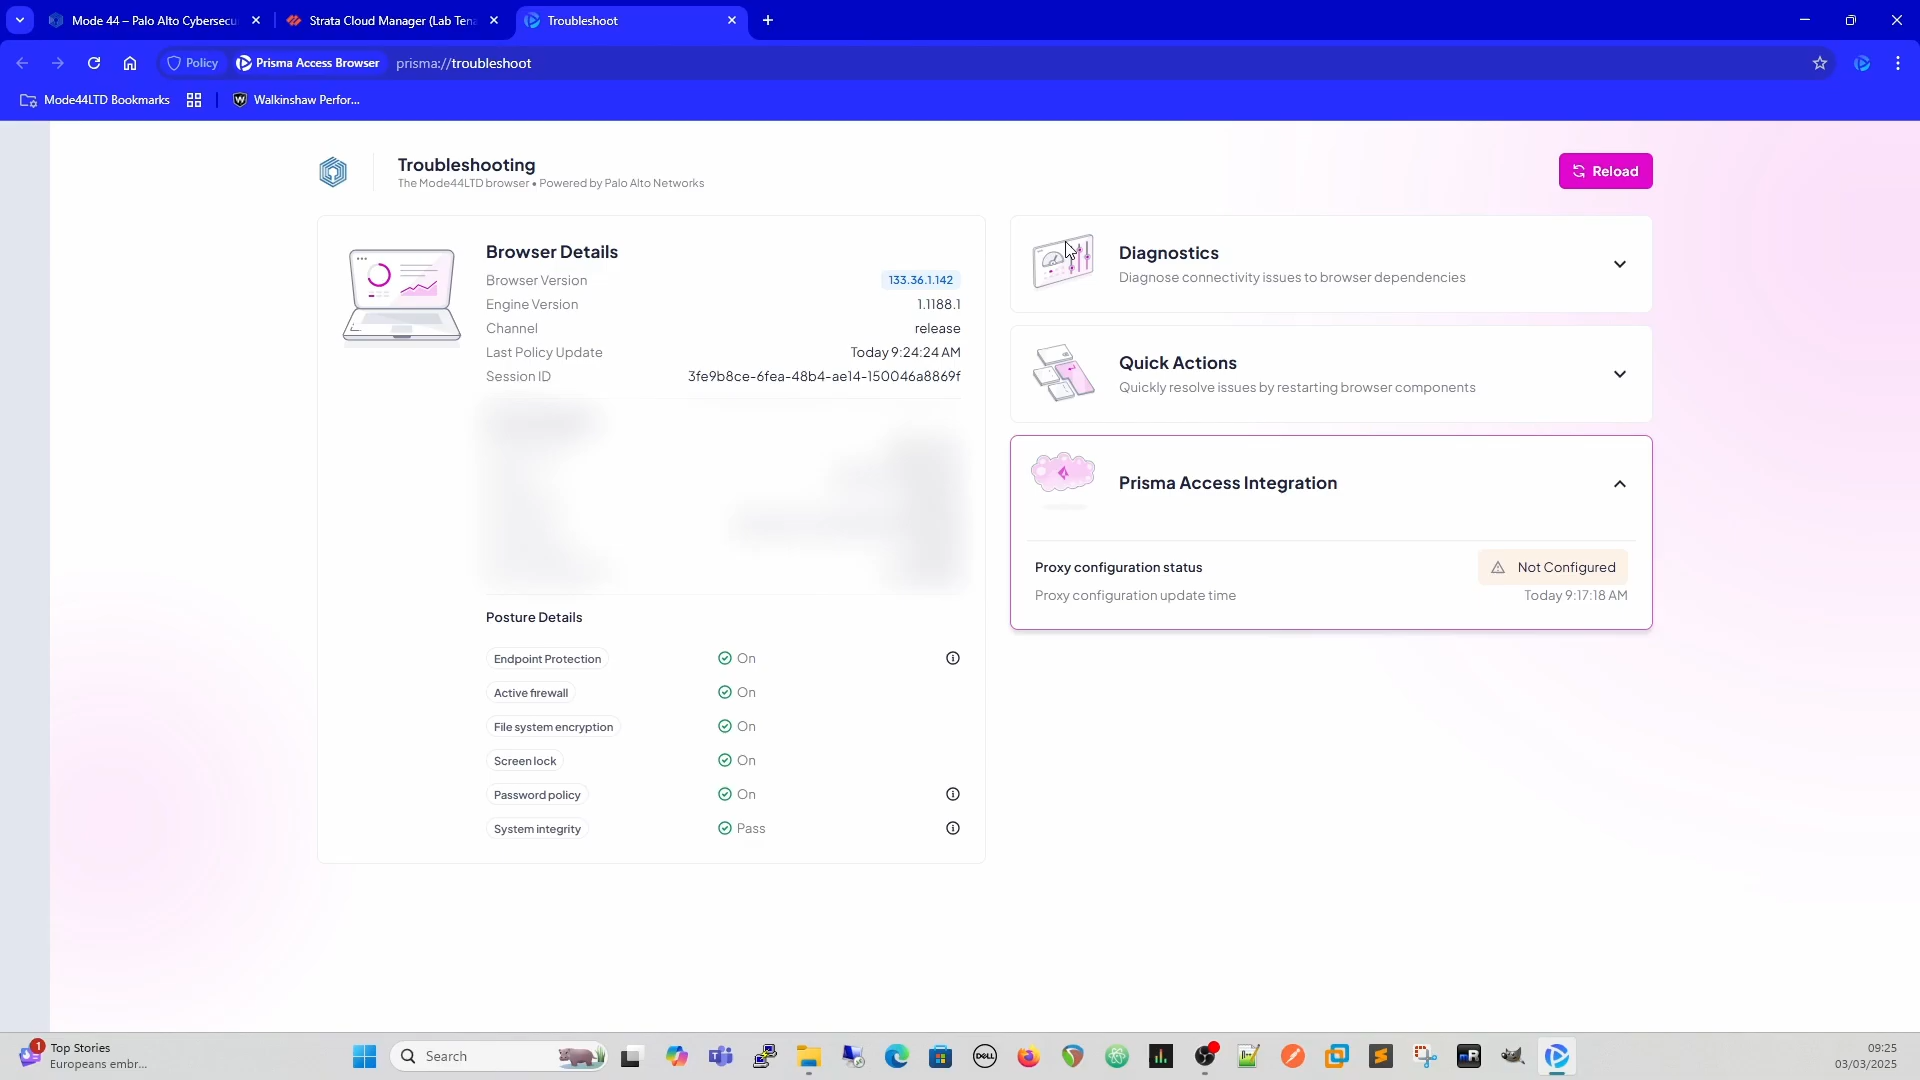 Mode 44 – Palo Alto Cybersecu
Strata Cloud Manager (Lab Tena
Troubleshoot
Policy
Prisma Access Browser
prisma://troubleshoot
Mode44LTD Bookmarks
Walkinshaw Perfor...
Troubleshooting
The Mode44LTD browser • Powered by Palo Alto Networks
Reload
Browser Details
Browser Version 133.36.1.142
Engine Version 1.1188.1
Channel release
Last Policy Update Today 9:24:24 AM
Session ID 3fe9b8ce-6fea-48b4-ae14-150046a8869f
Posture Details
Endpoint Protection On
Active firewall On
File system encryption On
Screen lock On
Password policy On
System integrity Pass
Diagnostics
Diagnose connectivity issues to browser dependencies
Quick Actions
Quickly resolve issues by restarting browser components
Prisma Access Integration
Proxy configuration status Not Configured
Proxy configuration update time Today 9:17:18 AM
1
Top Stories
Europeans embr...
Search
DELL
09:25
03/03/2025